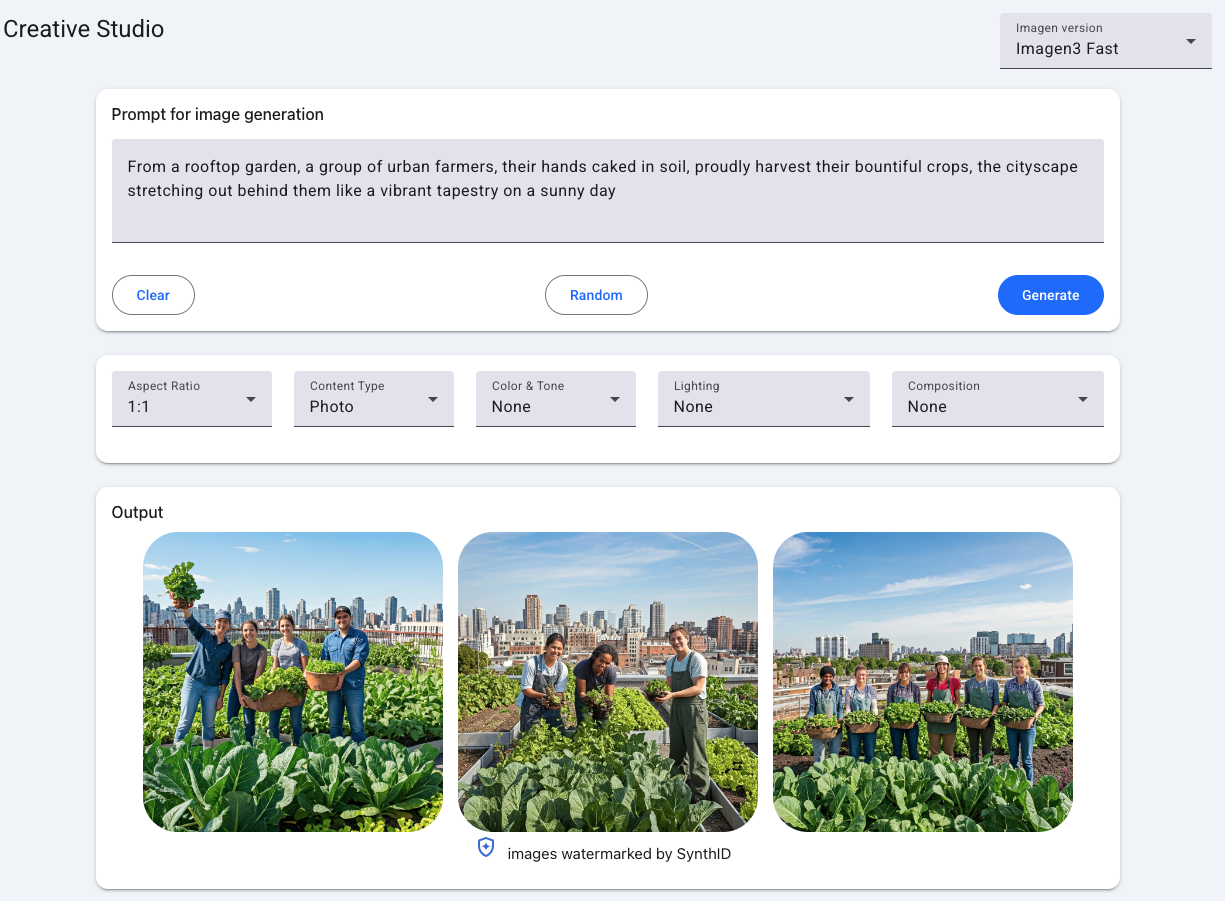 Creative Studio
Imagen version
Imagen3 Fast
Prompt for image generation
From a rooftop garden, a group of urban farmers, their hands caked in soil, proudly harvest their bountiful crops, the cityscape
stretching out behind them like a vibrant tapestry on a sunny day
Clear
Random
Generate
Aspect Ratio
1:1
Content Type
Photo
Color & Tone
None
Lighting
None
Composition
None
Output
images watermarked by SynthID